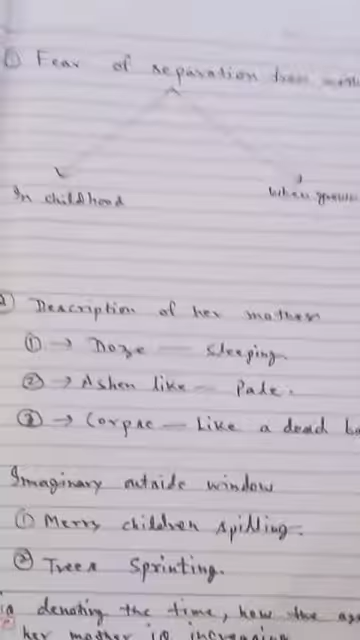 ① Fear of separation from
In childhood When grown
② Description of her mother
① → Doze — sleeping.
② → Ashen like — Pale.
③ → Corpse — Like a dead
Imaginary outside window
① Merry children spilling.
② Trees Sprinting.
is denoting the time, how the
her mother is increasing